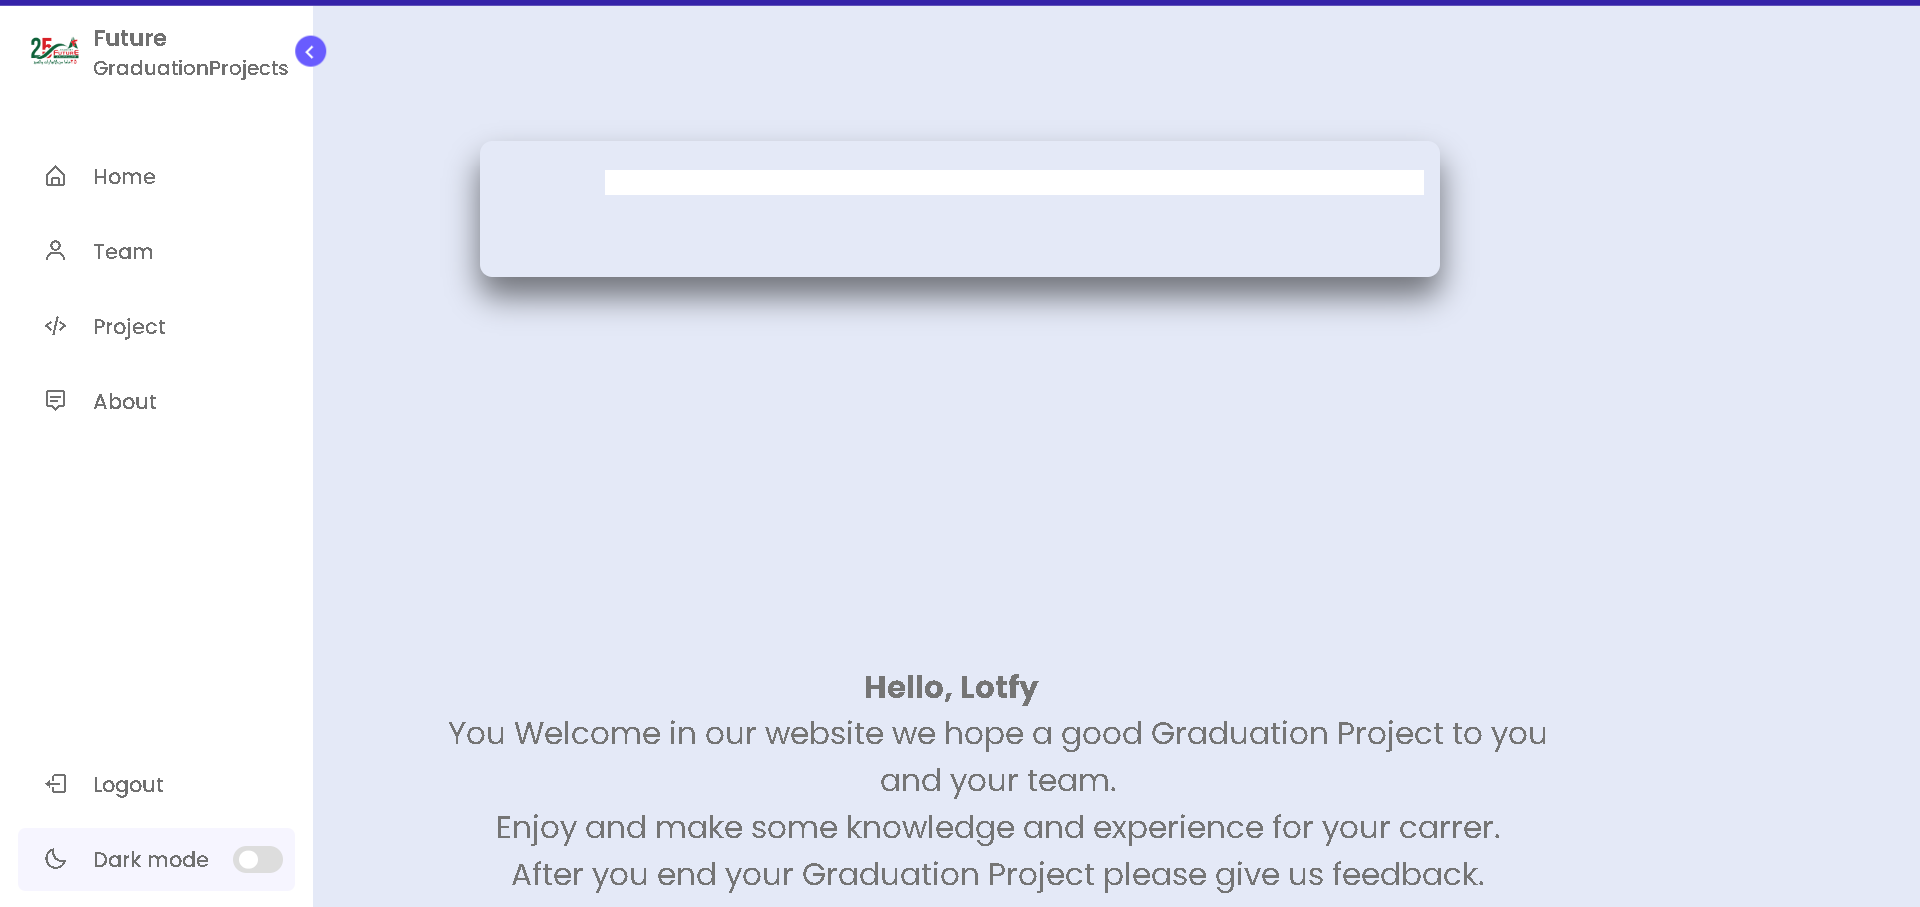 Future
GraduationProjects
Home
Team
Project
About
Logout
Dark mode
Hello, Lotfy
You Welcome in our website we hope a good Graduation Project to you
and your team.
Enjoy and make some knowledge and experience for your carrer.
After you end your Graduation Project please give us feedback.